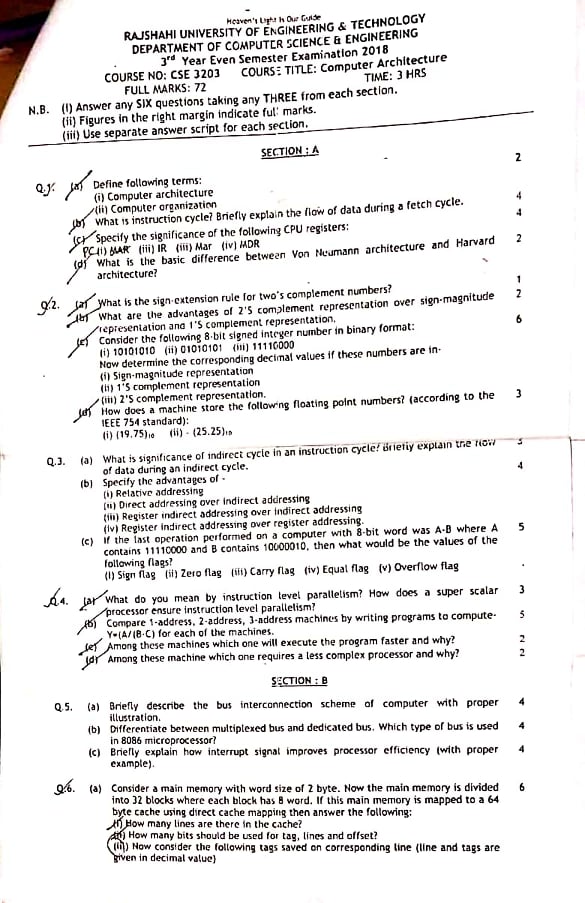 Heaven's Light Is Our Guide
RAJSHAHI UNIVERSITY OF ENGINEERING & TECHNOLOGY
DEPARTMENT OF COMPUTER SCIENCE & ENGINEERING
3rd Year Even Semester Examination 2018
COURSE NO: CSE 3203 COURSE TITLE: Computer Architecture
FULL MARKS: 72 TIME: 3 HRS
N.B. (i) Answer any SIX questions taking any THREE from each section.
(ii) Figures in the right margin indicate full marks.
(iii) Use separate answer script for each section.
SECTION : A
Q.1. (a) Define following terms: 2
(i) Computer architecture
(ii) Computer organization
(b) What is instruction cycle? Briefly explain the flow of data during a fetch cycle. 4
(c) Specify the significance of the following CPU registers: 4
PC (i) MAR (iii) IR (iii) Mar (iv) MDR
(d) What is the basic difference between Von Neumann architecture and Harvard 2
architecture?
Q.2. (a) What is the sign-extension rule for two's complement numbers? 1
(b) What are the advantages of 2'S complement representation over sign-magnitude 2
representation and 1'S complement representation.
(c) Consider the following 8-bit signed integer number in binary format: 6
(i) 10101010 (ii) 01010101 (iii) 11110000
Now determine the corresponding decimal values if these numbers are in-
(i) Sign-magnitude representation
(ii) 1'S complement representation
(iii) 2'S complement representation.
(d) How does a machine store the following floating point numbers? (according to the 3
IEEE 754 standard):
(i) (19.75)10 (ii) - (25.25)10
Q.3. (a) What is significance of indirect cycle in an instruction cycle? Briefly explain the flow 3
of data during an indirect cycle.
(b) Specify the advantages of - 4
(i) Relative addressing
(ii) Direct addressing over indirect addressing
(iii) Register indirect addressing over indirect addressing
(iv) Register indirect addressing over register addressing.
(c) If the last operation performed on a computer with 8-bit word was A-B where A 5
contains 11110000 and B contains 10000010, then what would be the values of the
following flags?
(i) Sign flag (ii) Zero flag (iii) Carry flag (iv) Equal flag (v) Overflow flag
Q.4. (a) What do you mean by instruction level parallelism? How does a super scalar 3
processor ensure instruction level parallelism?
(b) Compare 1-address, 2-address, 3-address machines by writing programs to compute- 5
Y=(A/(B-C) for each of the machines.
(c) Among these machines which one will execute the program faster and why? 2
(d) Among these machine which one requires a less complex processor and why? 2
SECTION : B
Q.5. (a) Briefly describe the bus interconnection scheme of computer with proper 4
illustration.
(b) Differentiate between multiplexed bus and dedicated bus. Which type of bus is used 4
in 8086 microprocessor?
(c) Briefly explain how interrupt signal improves processor efficiency (with proper 4
example).
Q.6. (a) Consider a main memory with word size of 2 byte. Now the main memory is divided 6
into 32 blocks where each block has 8 word. If this main memory is mapped to a 64
byte cache using direct cache mapping then answer the following:
(i) How many lines are there in the cache?
(ii) How many bits should be used for tag, lines and offset?
(iii) Now consider the following tags saved on corresponding line (line and tags are
given in decimal value)